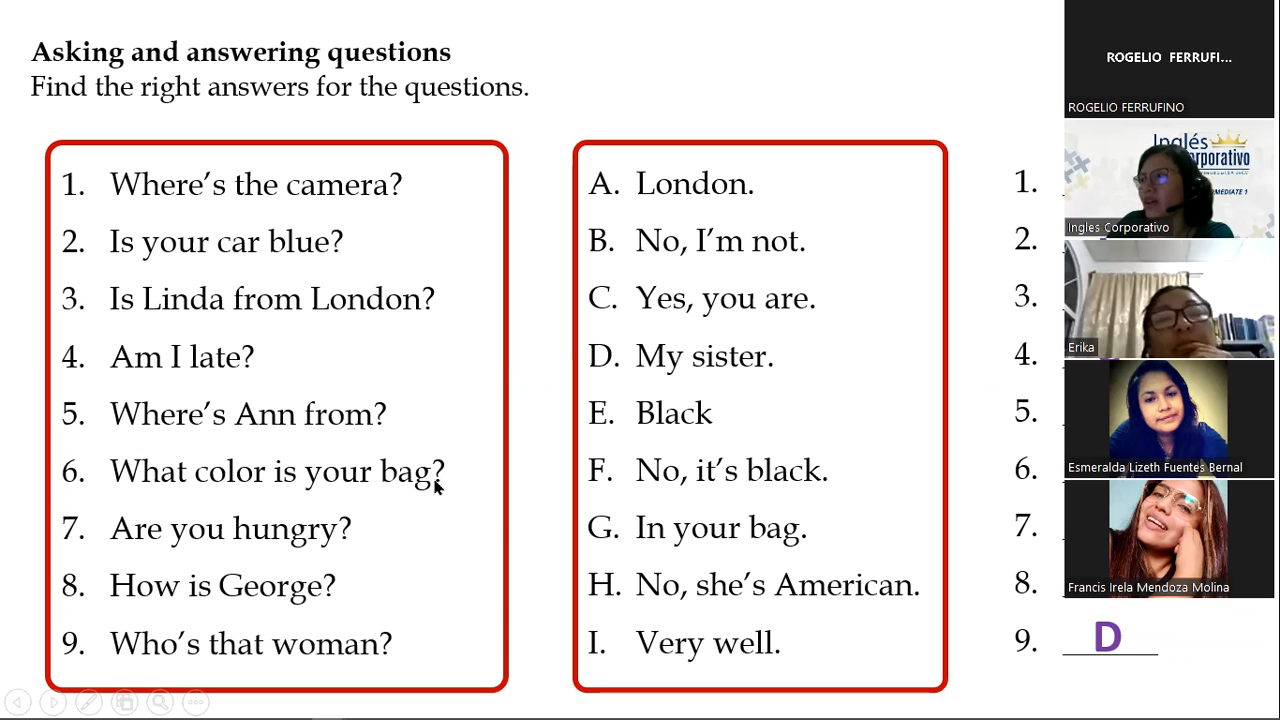 Asking and answering questions
Find the right answers for the questions.
1. Where's the camera?
2. Is your car blue?
3. Is Linda from London?
4. Am I late?
5. Where's Ann from?
6. What color is your bag?
7. Are you hungry?
8. How is George?
9. Who's that woman?
A. London.
B. No, I'm not.
C. Yes, you are.
D. My sister.
E. Black
F. No, it's black.
G. In your bag.
H. No, she's American.
I. Very well.
1.
2.
3.
4.
5.
6.
7.
8.
9. D
ROGELIO FERRUFI...
ROGELIO FERRUFINO
Inglés
orporativo
MEDIATE 1
Ingles Corporativo
Erika
Esmeralda Lizeth Fuentes Bernal
Francis Irela Mendoza Molina